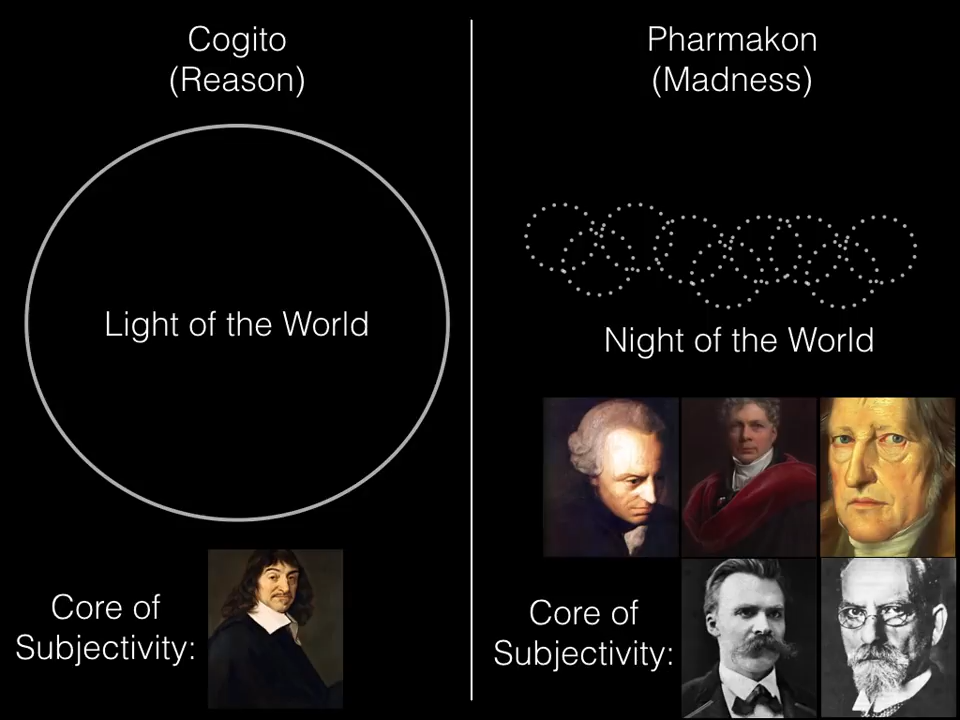 Cogito
(Reason)
Light of the World
Core of
Subjectivity:
Pharmakon
(Madness)
Night of the World
Core of
Subjectivity: